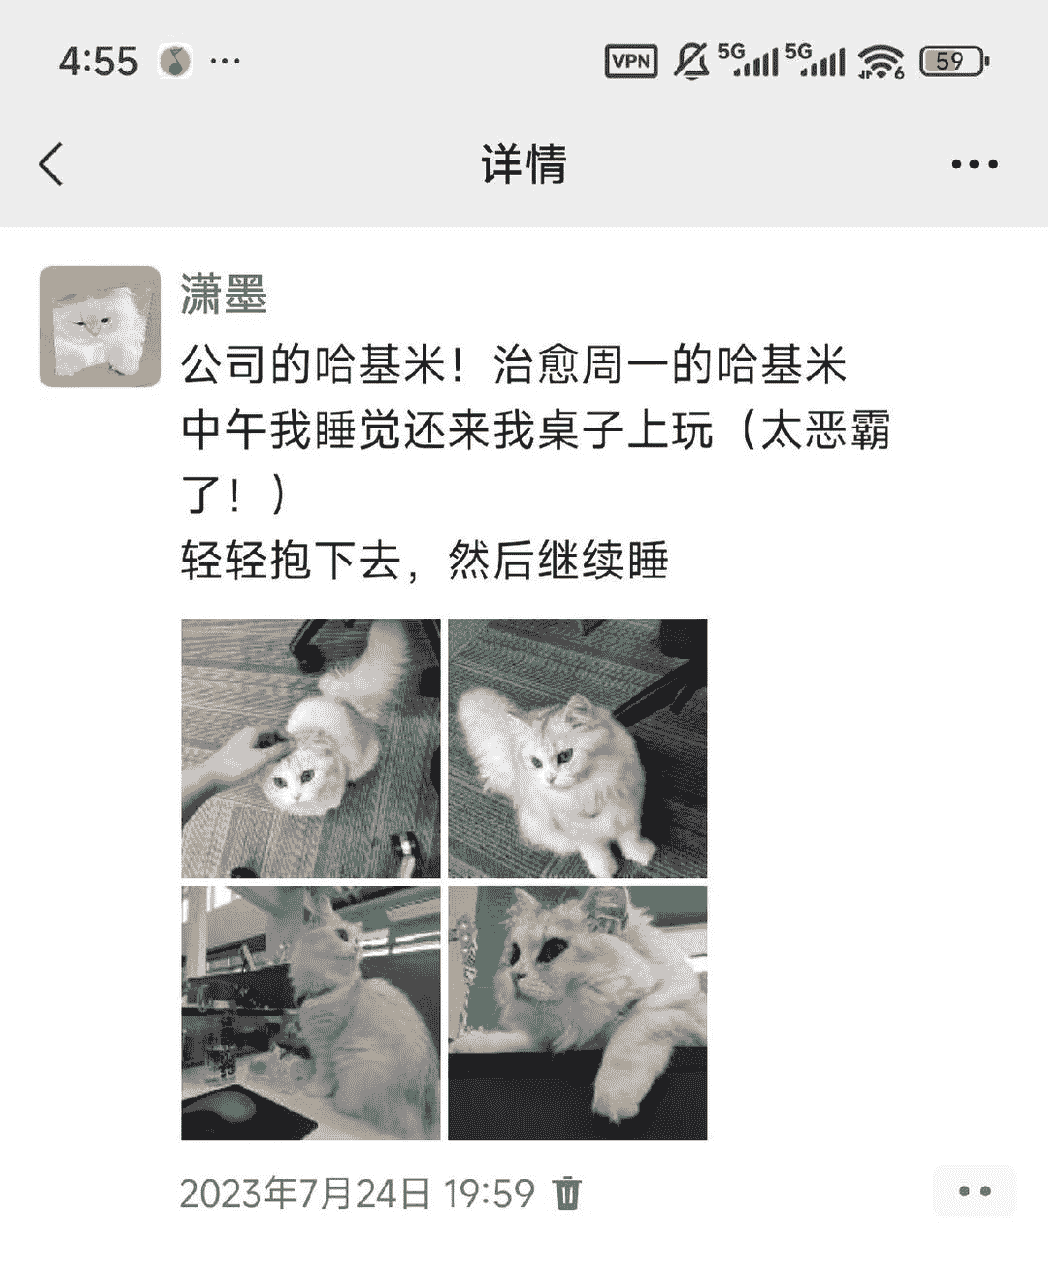 4:55 ... VPN 5G 5G 6 59
详情
潇墨
公司的哈基米！治愈周一的哈基米
中午我睡觉还来我桌子上玩（太恶霸
了！）
轻轻抱下去，然后继续睡
2023年7月24日 19:59